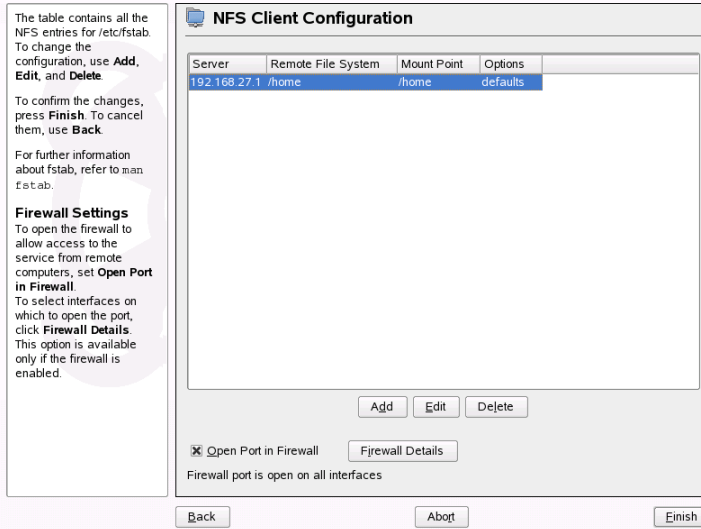 The table contains all the
NFS entries for /etc/fstab.
To change the
configuration, use Add,
Edit, and Delete.
To confirm the changes,
press Finish. To cancel
them, use Back.
For further information
about fstab, refer to man
fstab.
Firewall Settings
To open the firewall to
allow access to the
service from remote
computers, set Open Port
in Firewall.
To select interfaces on
which to open the port,
click Firewall Details.
This option is available
only if the firewall is
enabled.
NFS Client Configuration
Server Remote File System Mount Point Options
192.168.27.1 /home /home defaults
Add Edit Delete
Open Port in Firewall Firewall Details
Firewall port is open on all interfaces
Back Abort Finish